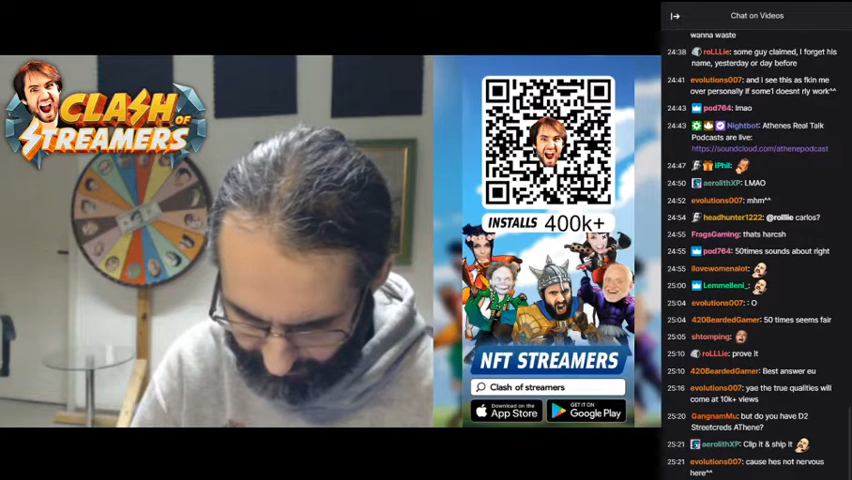 CLASH
OF
STREAMERS
INSTALLS 400k+
NFT STREAMERS
Clash of streamers
Download on the
App Store
GET IT ON
Google Play
Chat on Videos
wanna waste
24:38 roLLLie: some guy claimed, I forget his
name, yesterday or day before
24:41 evolutions007: and I see this as fkin me
over personally if some1 doesnt rly work^^
24:43 pod764: lmao
24:43 Nightbot: Athenes Real Talk
Podcasts are live:
https://soundcloud.com/athenepodcast
24:47 iPhil:
24:50 aerolithXP: LMAO
24:52 evolutions007: mhm^^
24:54 headhunter1222: @rolllie carlos?
24:55 FragsGaming: thats harcsh
24:55 pod764: 50times sounds about right
24:55 ilovewomenalot:
25:00 Lemmelleni_:
25:04 evolutions007: : O
25:04 420BeardedGamer: 50 times seems fair
25:05 shtomping:
25:10 roLLLie: prove it
25:10 420BeardedGamer: Best answer eu
25:16 evolutions007: yae the true qualities will
come at 10k+ views
25:20 GangnamMu: but do you have D2
Streetcreds AThene?
25:21 aerolithXP: Clip it & ship it
25:21 evolutions007: cause hes not nervous
here^^